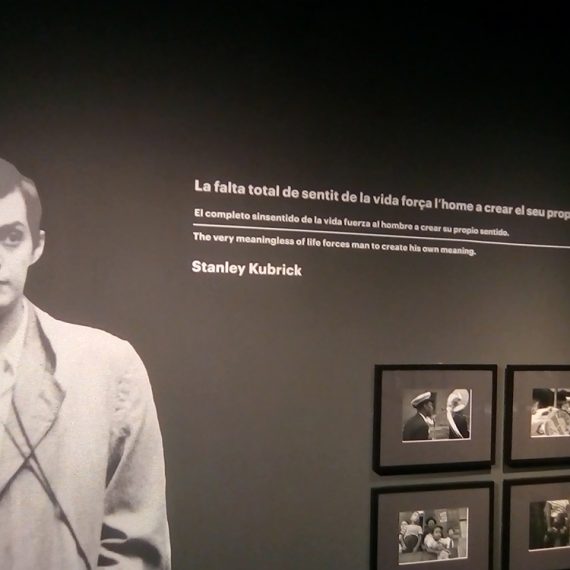 La falta total de sentit de la vida força l'home a crear el seu
El completo sinsentido de la vida fuerza al hombre a crear su propio sentido.
The very meaningless of life forces man to create his own meaning.
Stanley Kubrick